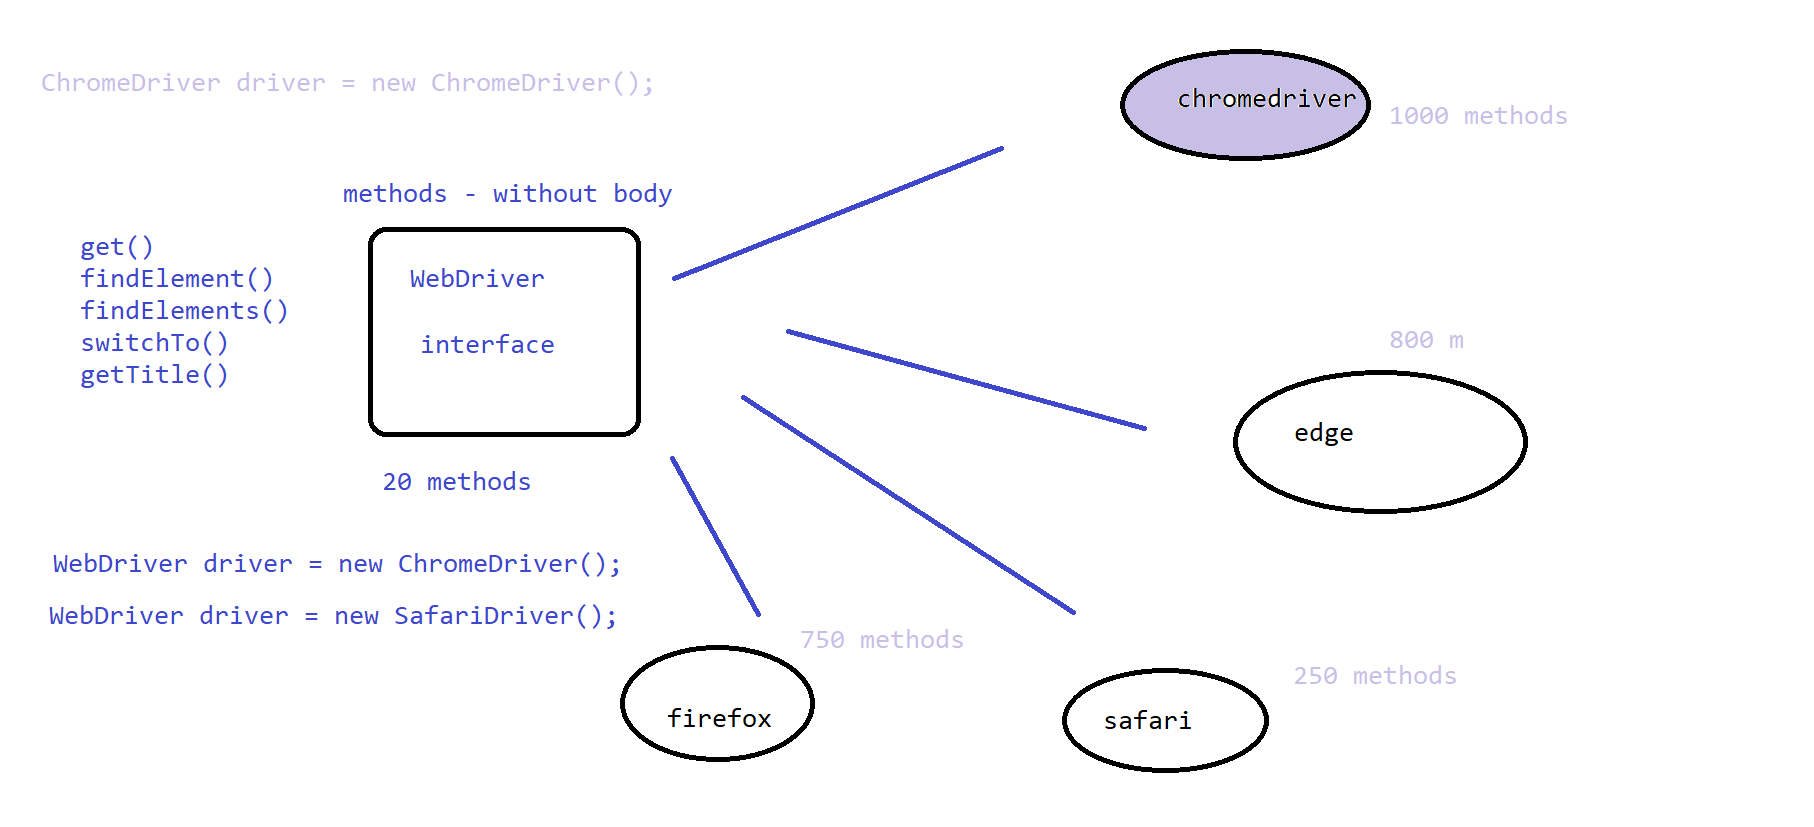 ChromeDriver driver = new ChromeDriver();
chromedriver
1000 methods
methods - without body
get()
findElement()
findElements()
switchTo()
getTitle()
WebDriver
interface
20 methods
800 m
edge
WebDriver driver = new ChromeDriver();
WebDriver driver = new SafariDriver();
750 methods
firefox
250 methods
safari